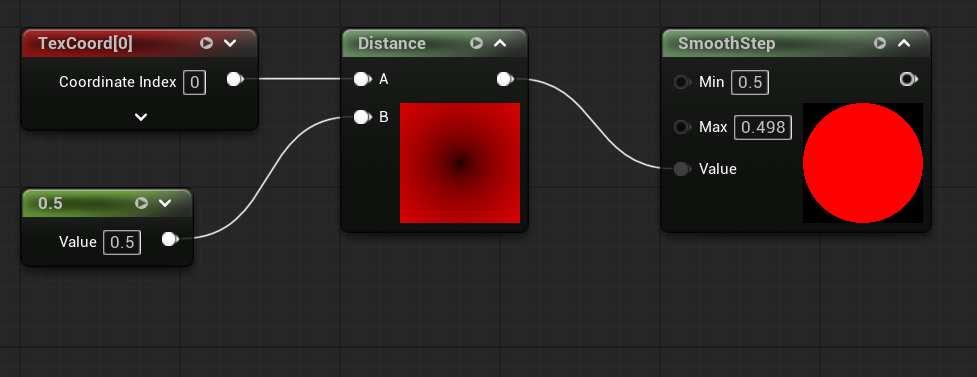 TexCoord[0]
Coordinate Index 0
0.5
Value 0.5
Distance
A
B
SmoothStep
Min 0.5
Max 0.498
Value